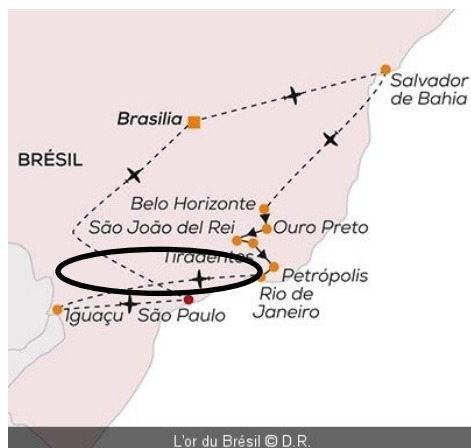 Salvador
de Bahia
Brasilia
BRÉSIL
Belo Horizonte
São João del Rei
Ouro Preto
Tiradentes
Petrópolis
Rio de
Janeiro
Iguaçu
São Paulo
L'or du Brésil © D.R.